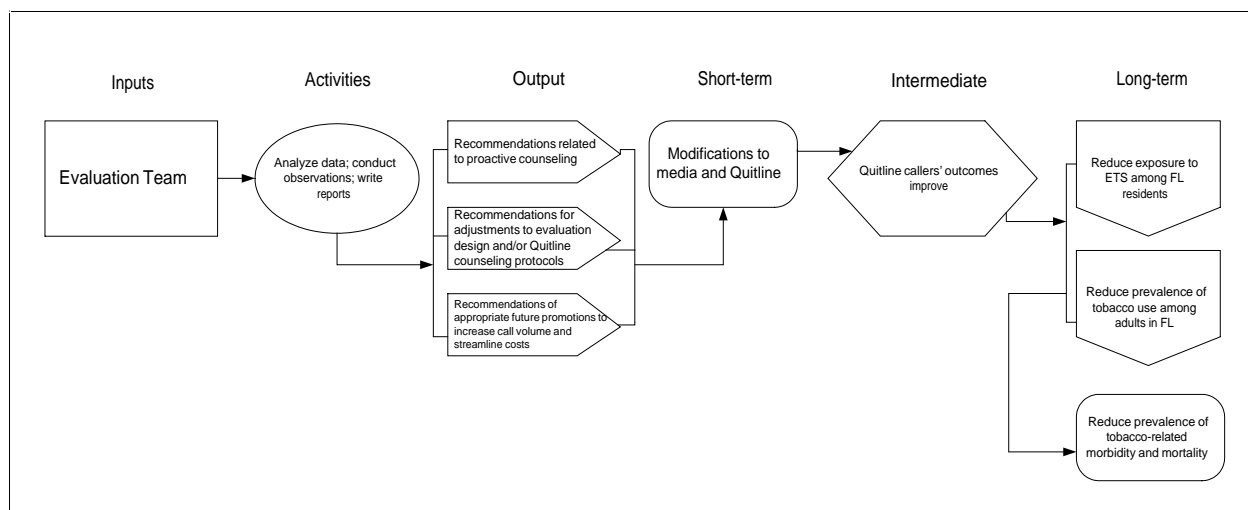 Inputs
Activities
Output
Short-term
Intermediate
Long-term
Evaluation Team
Analyze data; conduct
observations; write
reports
Recommendations related
to proactive counseling
Recommendations for
adjustments to evaluation
design and/or Quitline
counseling protocols
Recommendations of
appropriate future promotions to
increase call volume and
streamline costs
Modifications to
media and Quitline
Quitline callers' outcomes
improve
Reduce exposure to
ETS among FL
residents
Reduce prevalence of
tobacco use among
adults in FL
Reduce prevalence of
tobacco-related
morbidity and mortality